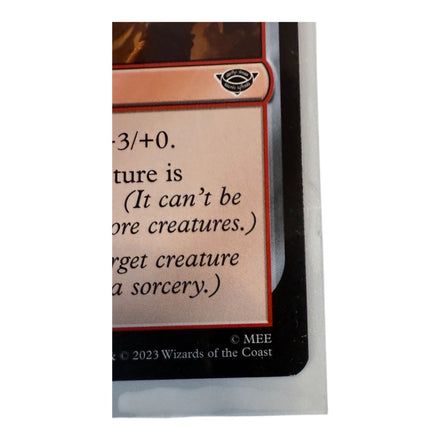 +3/+0.
ture is
(It can't be
ore creatures.)
rget creature
a sorcery.)
© MEE
& © 2023 Wizards of the Coast